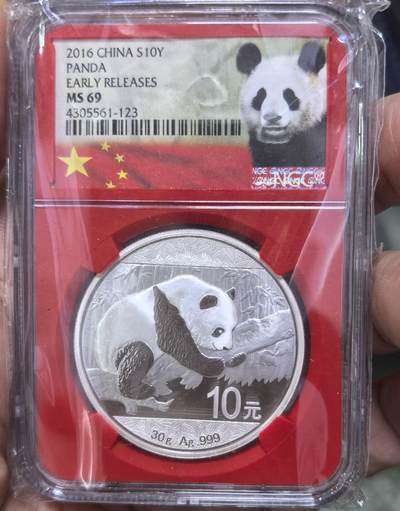 2016 CHINA S10Y
PANDA
EARLY RELEASES
MS 69
4305561-123
NGC
10元
30g Ag .999